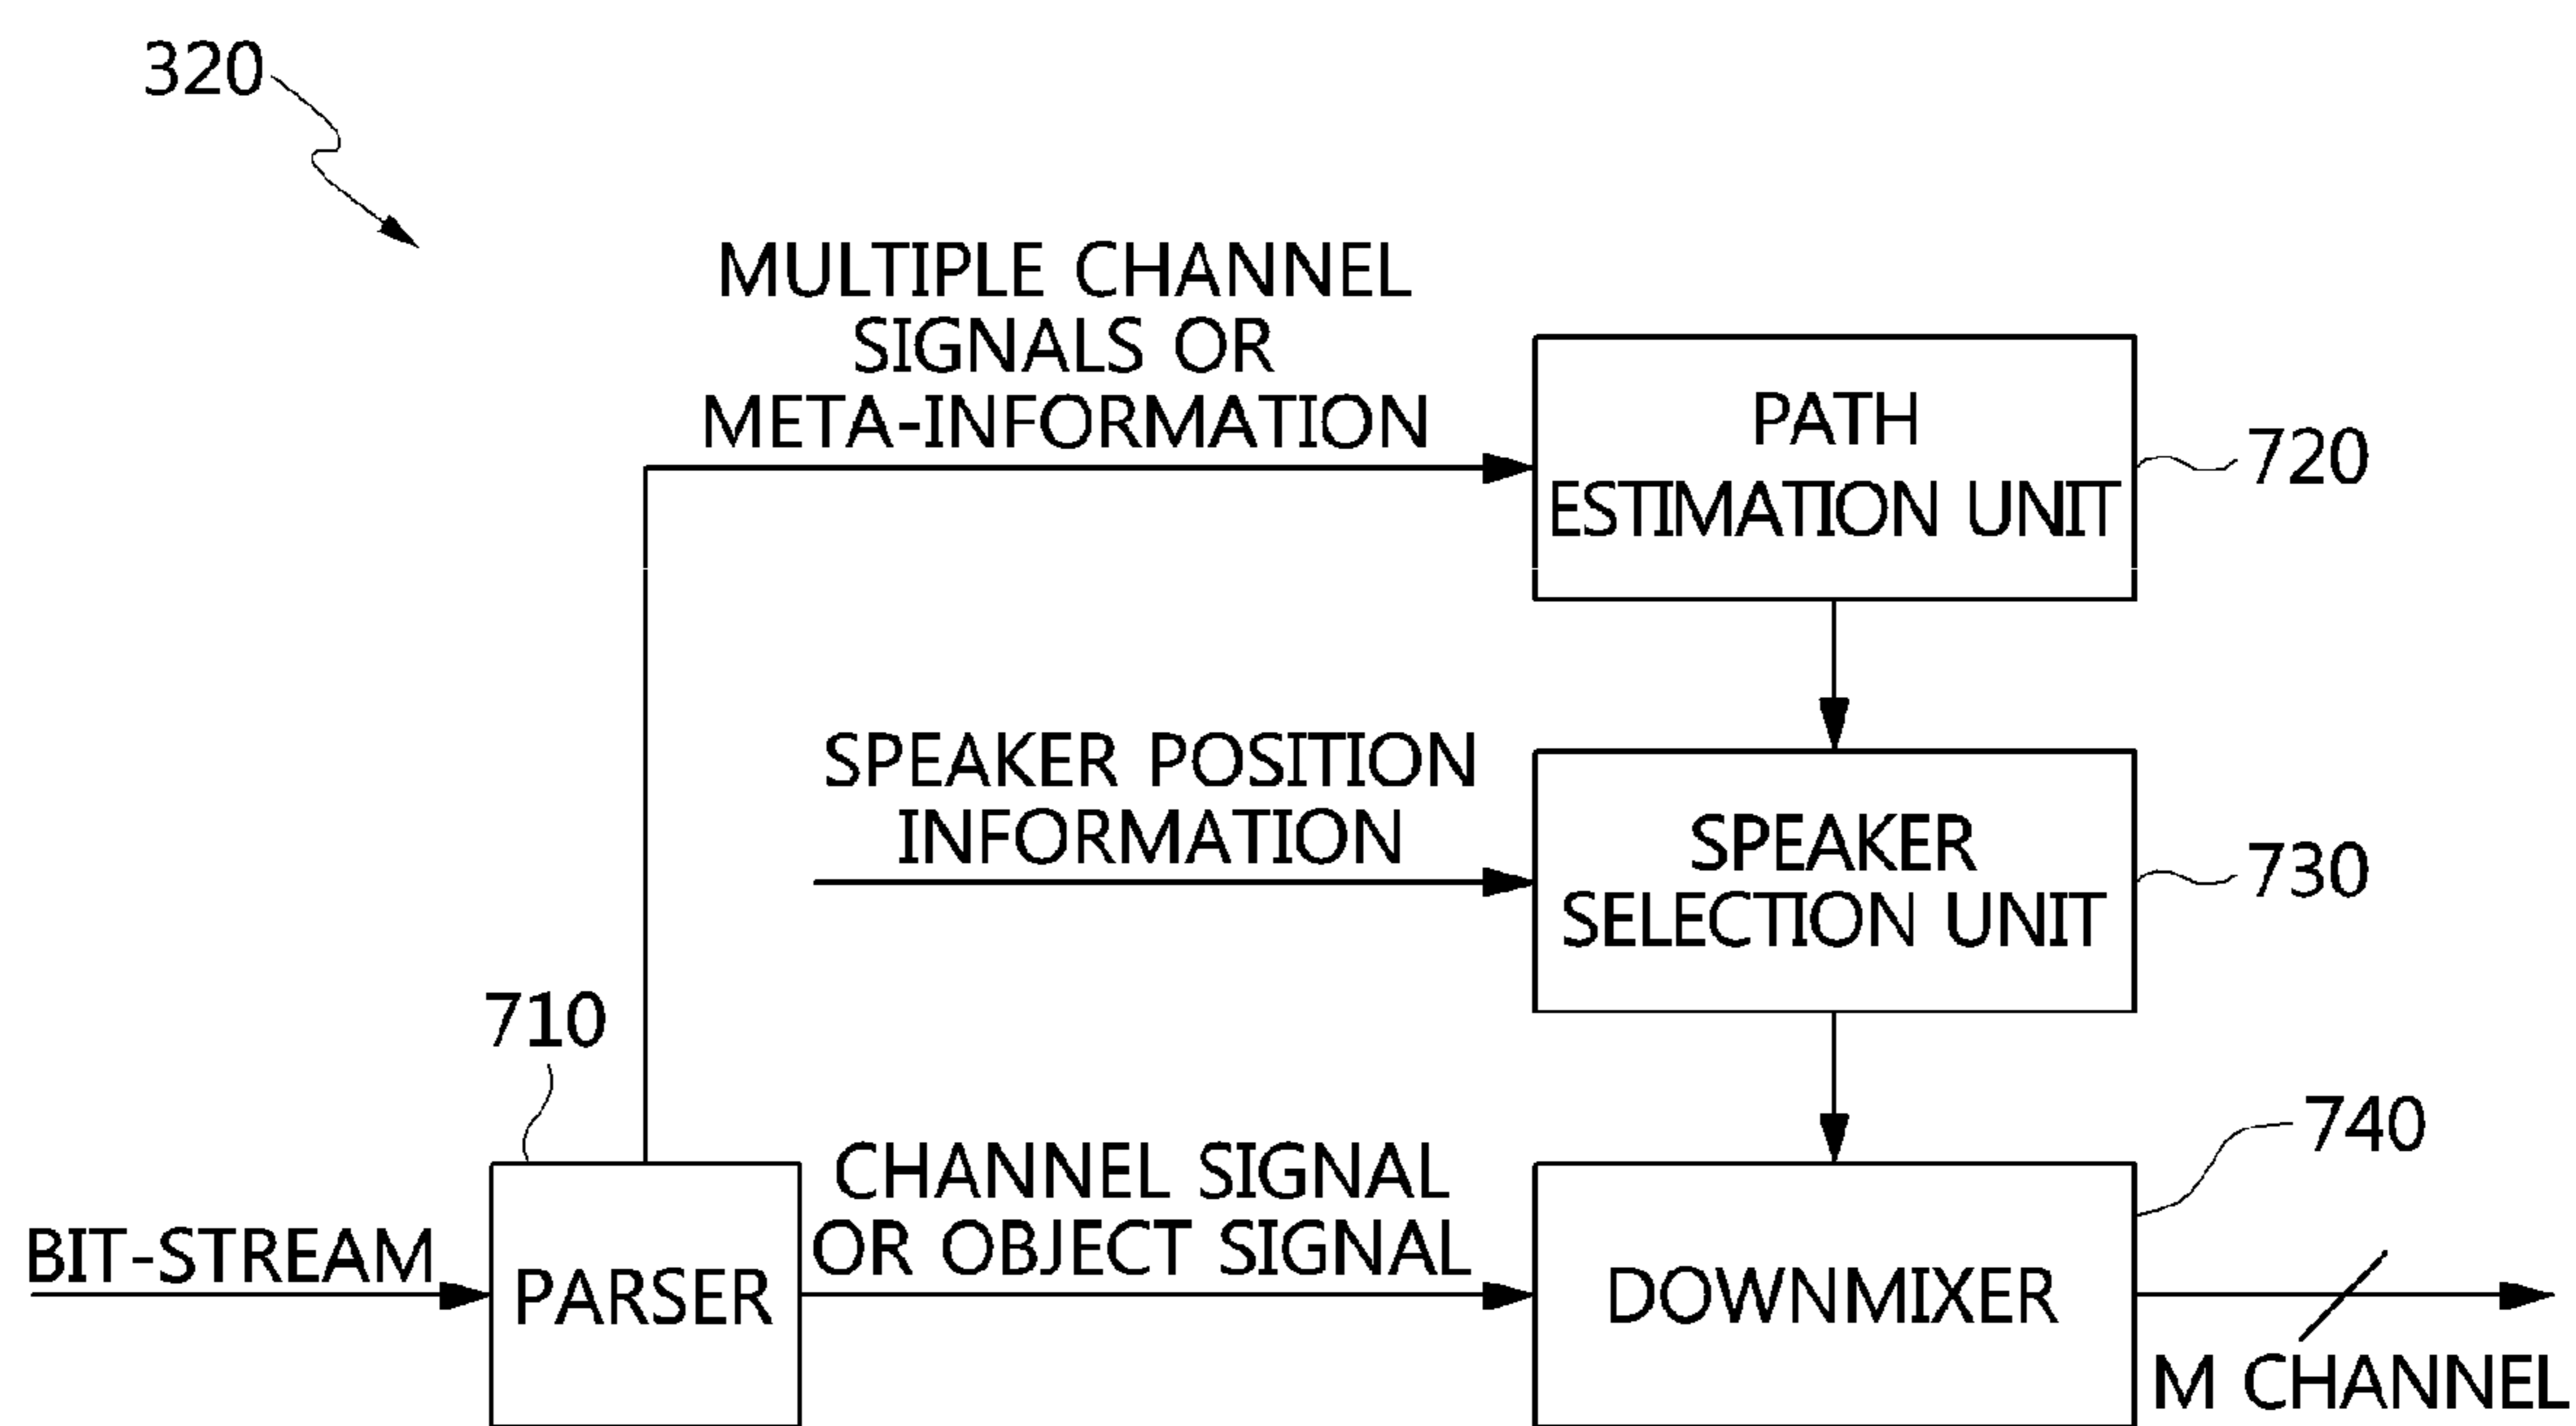 320
MULTIPLE CHANNEL
SIGNALS OR
META-INFORMATION
PATH
ESTIMATION UNIT
720
SPEAKER POSITION
INFORMATION
SPEAKER
SELECTION UNIT
730
710
BIT-STREAM
PARSER
CHANNEL SIGNAL
OR OBJECT SIGNAL
DOWNMIXER
740
M CHANNEL